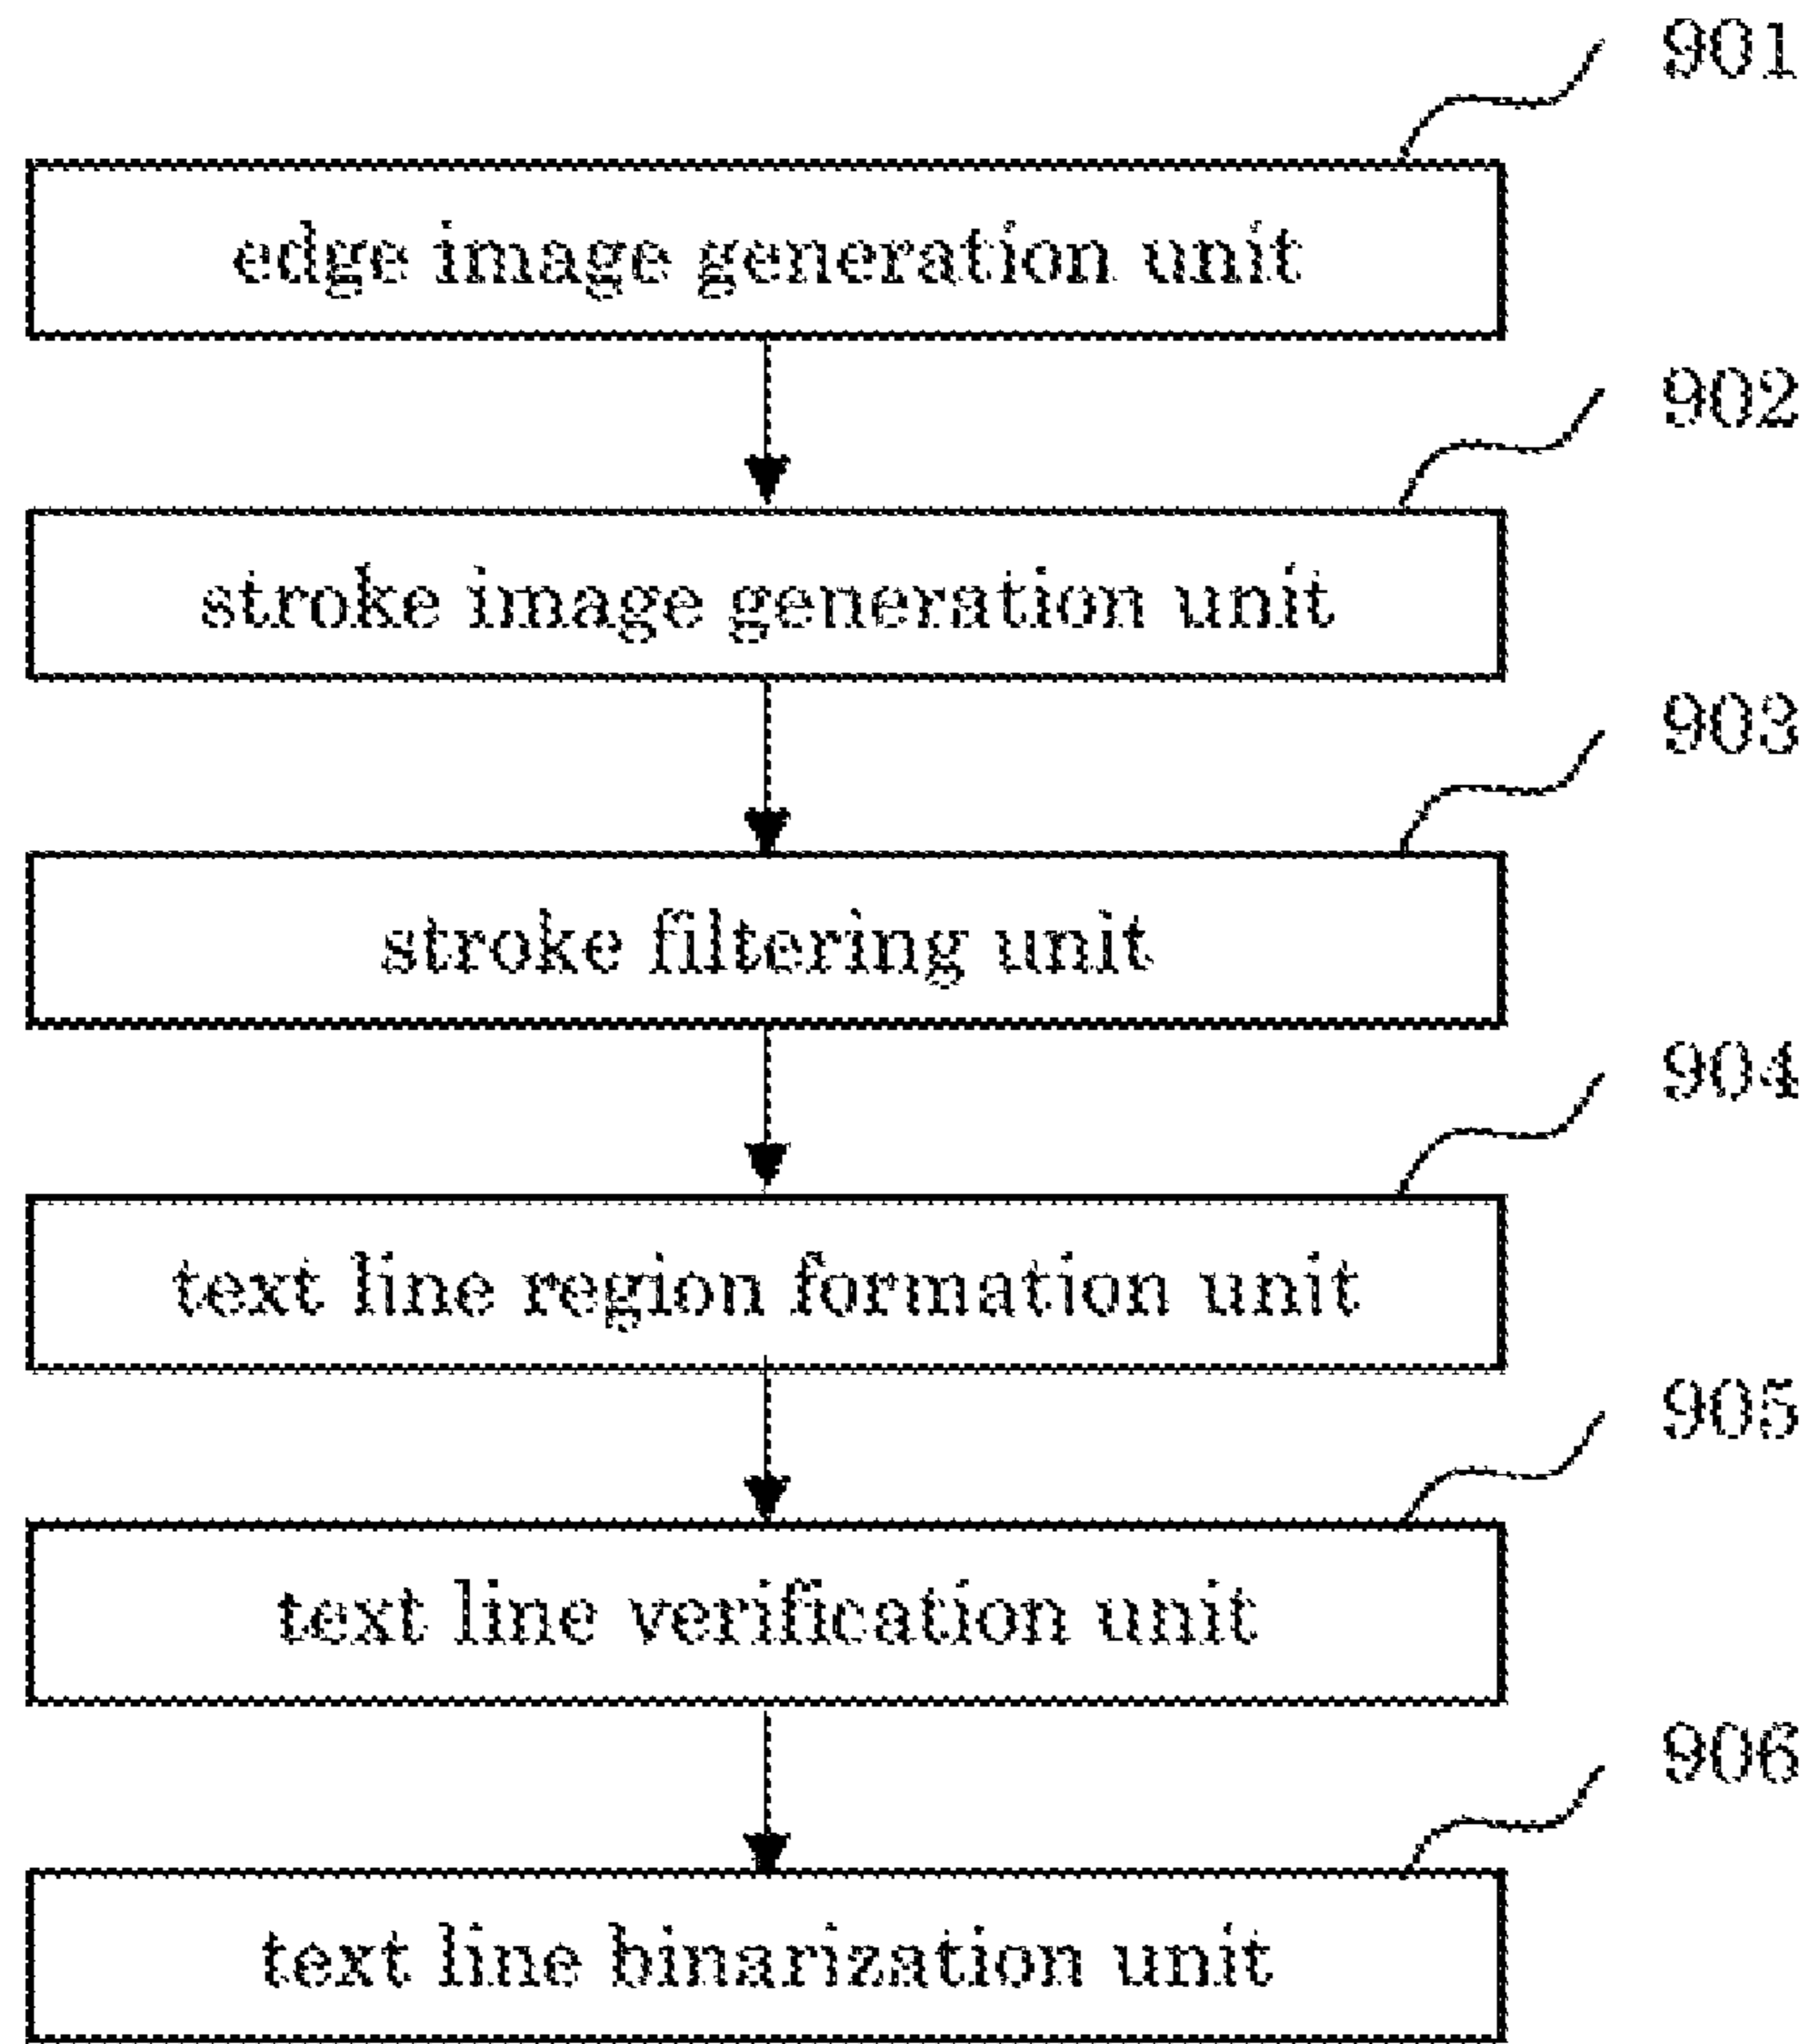 901
edge image generation unit
902
stroke image generation unit
903
stroke filtering unit
904
text line region formation unit
905
text line verification unit
906
text line binarization unit